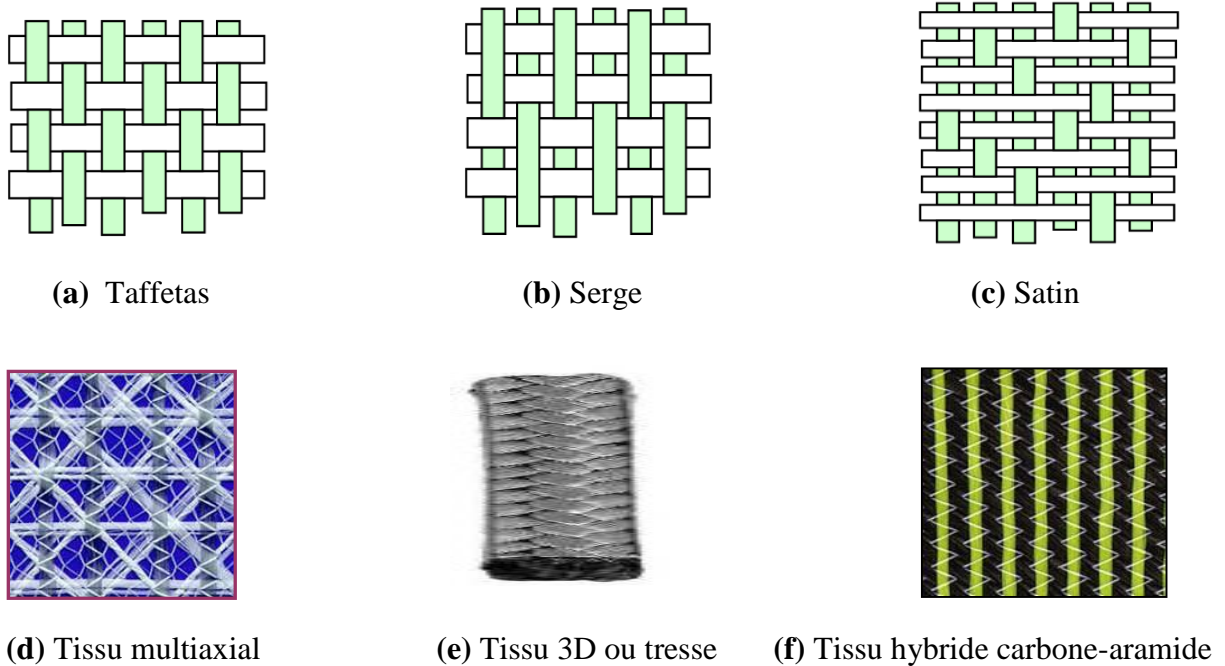 (a) Taffetas
(b) Serge
(c) Satin
(d) Tissu multiaxial
(e) Tissu 3D ou tresse
(f) Tissu hybride carbone-aramide